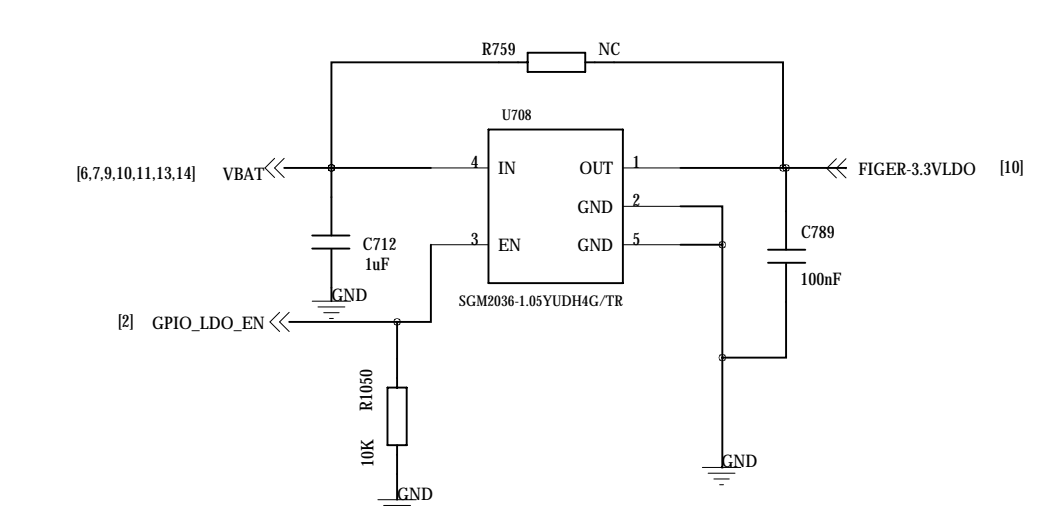 R759 NC
U708
[6,7,9,10,11,13,14] VBAT 4 IN OUT 1 FIGER-3.3VLDO [10]
GND 2
3 EN GND 5
C712
1uF
C789
100nF
GND
SGM2036-1.05YUDH4G/TR
[2] GPIO_LDO_EN
R1050
10K
GND
GND